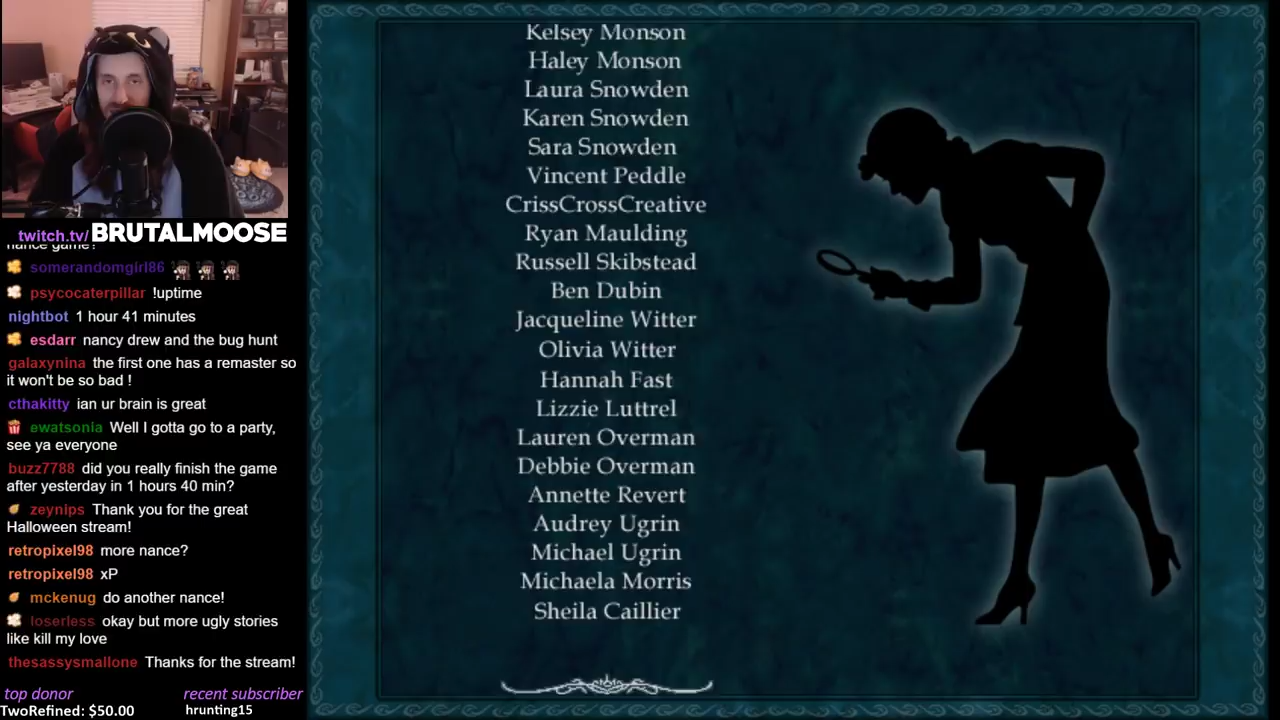 twitch.tv/BRUTALMOOSE
nance game?
somerandomgirl86
psycocaterpillar !uptime
nightbot 1 hour 41 minutes
esdarr nancy drew and the bug hunt
galaxynina the first one has a remaster so
it won't be so bad !
cthakitty ian ur brain is great
ewatsonia Well I gotta go to a party,
see ya everyone
buzz7788 did you really finish the game
after yesterday in 1 hours 40 min?
zeynips Thank you for the great
Halloween stream!
retropixel98 more nance?
retropixel98 xP
mckenug do another nance!
loserless okay but more ugly stories
like kill my love
thesassysmallone Thanks for the stream!
top donor
TwoRefined: $50.00
recent subscriber
hrunting15
Kelsey Monson
Haley Monson
Laura Snowden
Karen Snowden
Sara Snowden
Vincent Peddle
CrissCrossCreative
Ryan Maulding
Russell Skibstead
Ben Dubin
Jacqueline Witter
Olivia Witter
Hannah Fast
Lizzie Luttrel
Lauren Overman
Debbie Overman
Annette Revert
Audrey Ugrin
Michael Ugrin
Michaela Morris
Sheila Caillier